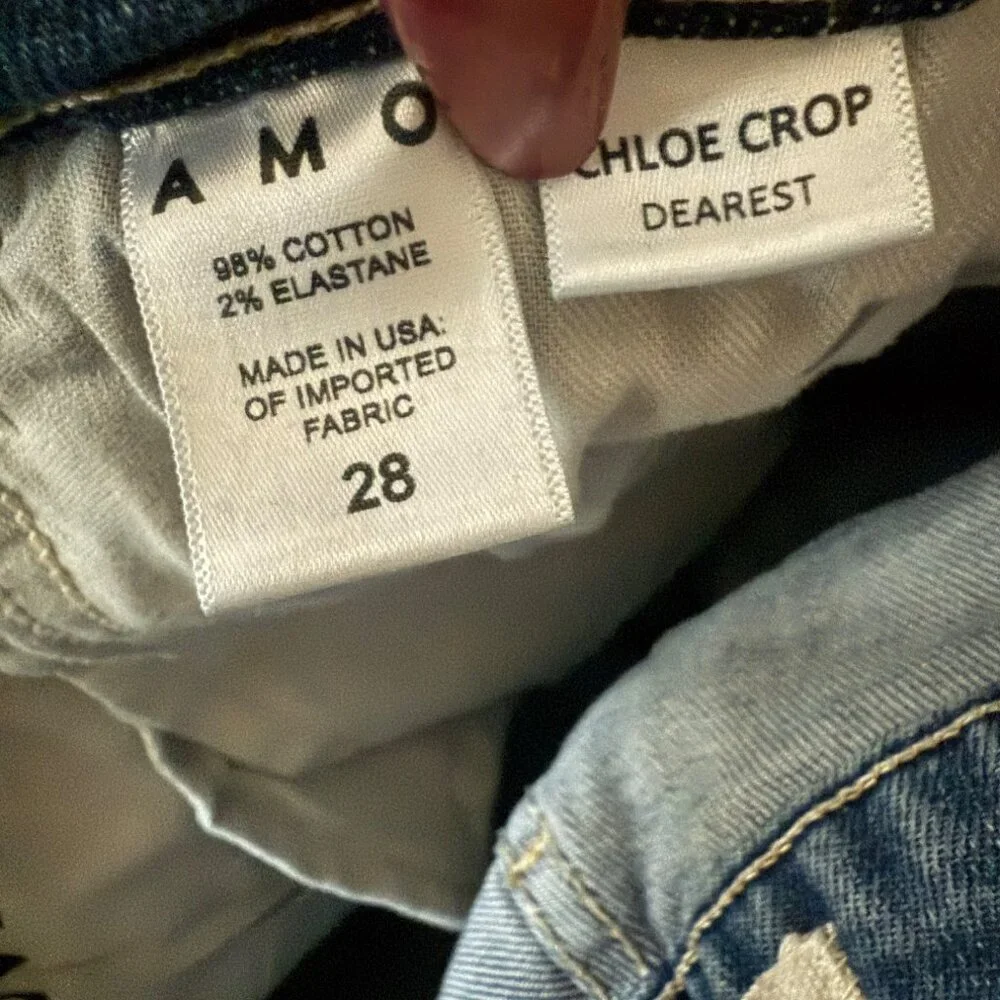 A M O
98% COTTON
2% ELASTANE
MADE IN USA:
OF IMPORTED
FABRIC
28
CHLOE CROP
DEAREST